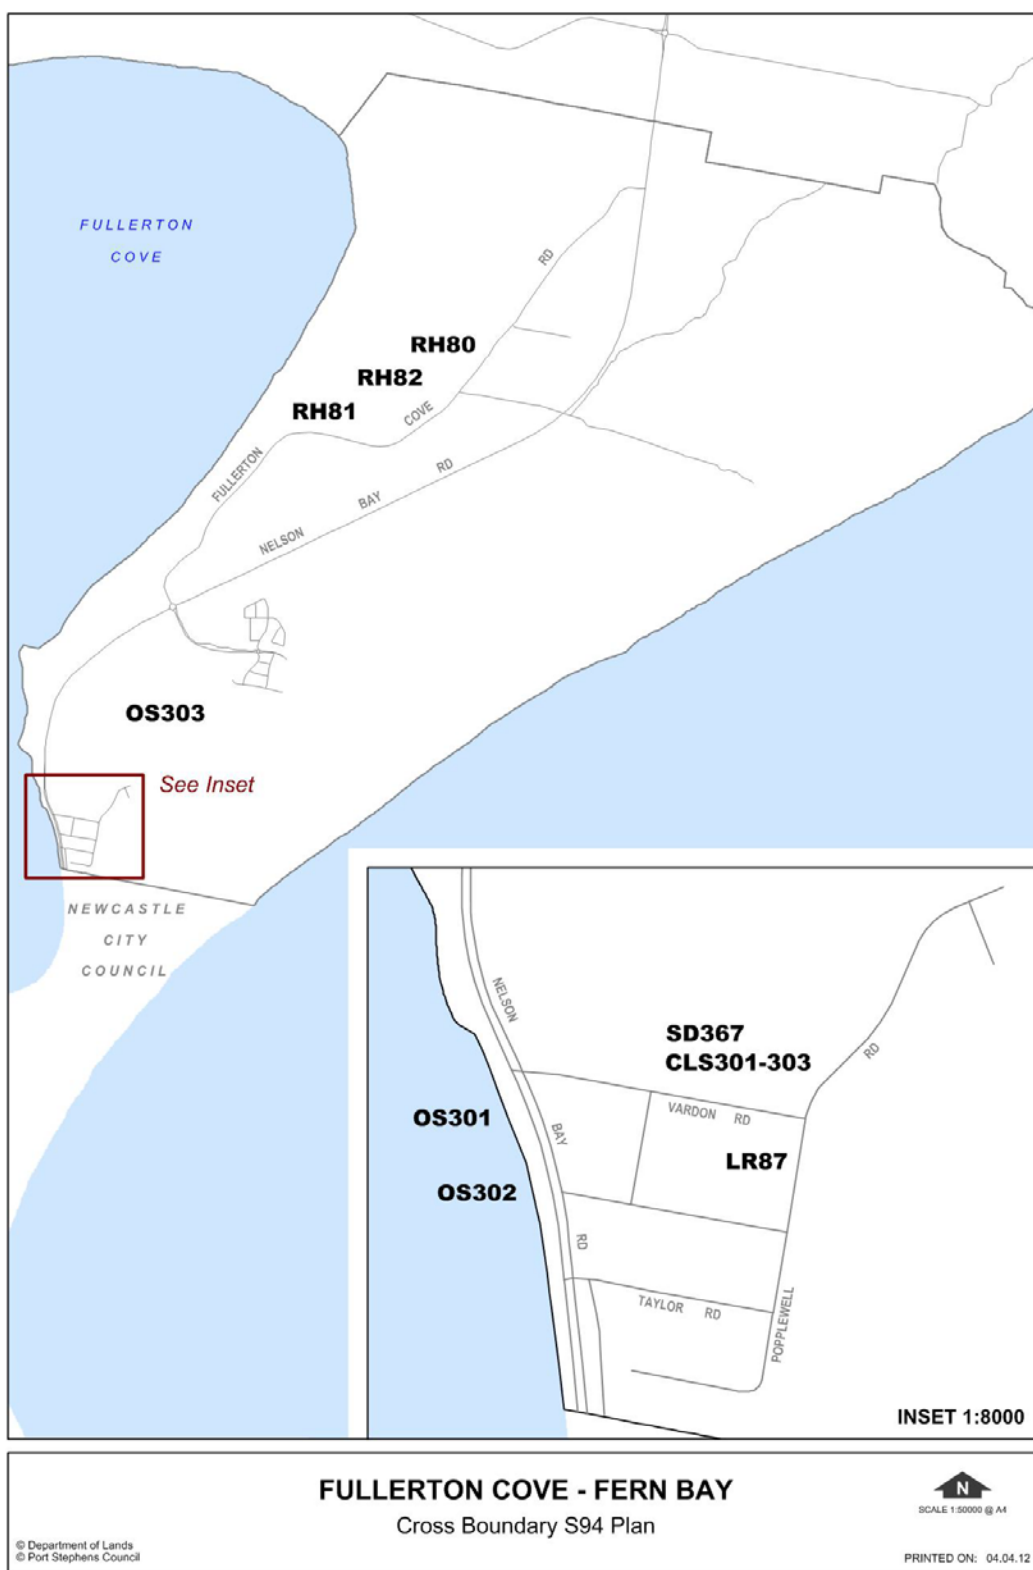 FULLERTON
COVE
RD
RH80
RH82
RH81
COVE
FULLERTON
RD
BAY
NELSON
OS303
See Inset
NEWCASTLE
CITY
COUNCIL
NELSON
SD367
CLS301-303
RD
VARDON RD
OS301
BAY
LR87
OS302
RD
TAYLOR RD
POPPLEWELL
INSET 1:8000
FULLERTON COVE - FERN BAY
Cross Boundary S94 Plan
N
SCALE 1:50000 @ A4
© Department of Lands
© Port Stephens Council
PRINTED ON: 04.04.12